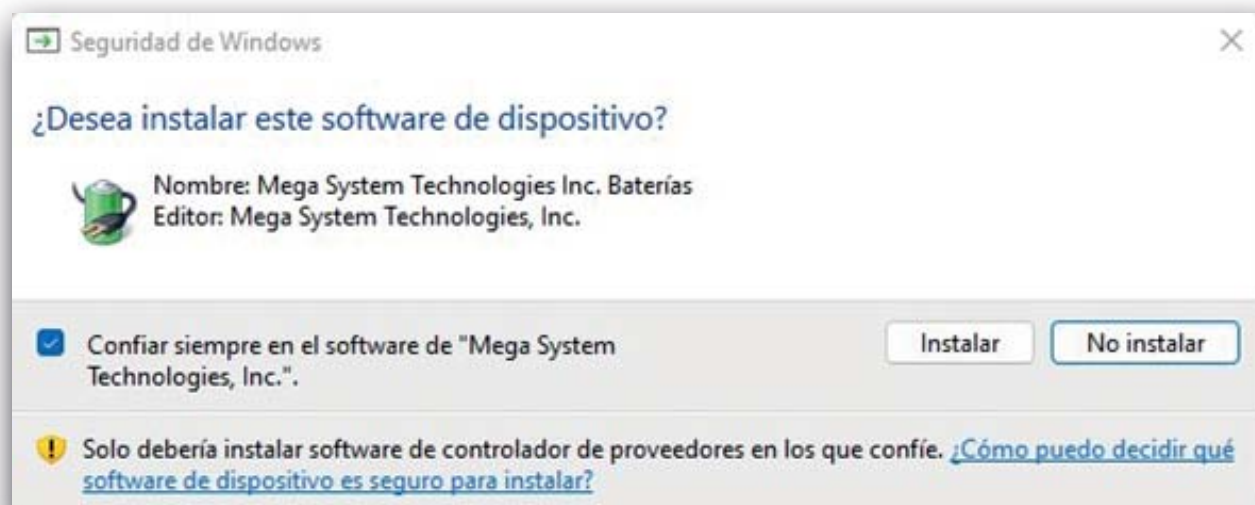 Seguridad de Windows
¿Desea instalar este software de dispositivo?
Nombre: Mega System Technologies Inc. Baterías
Editor: Mega System Technologies, Inc.
Confiar siempre en el software de "Mega System
Technologies, Inc.".
Instalar
No instalar
Solo debería instalar software de controlador de proveedores en los que confíe. ¿Cómo puedo decidir qué
software de dispositivo es seguro para instalar?